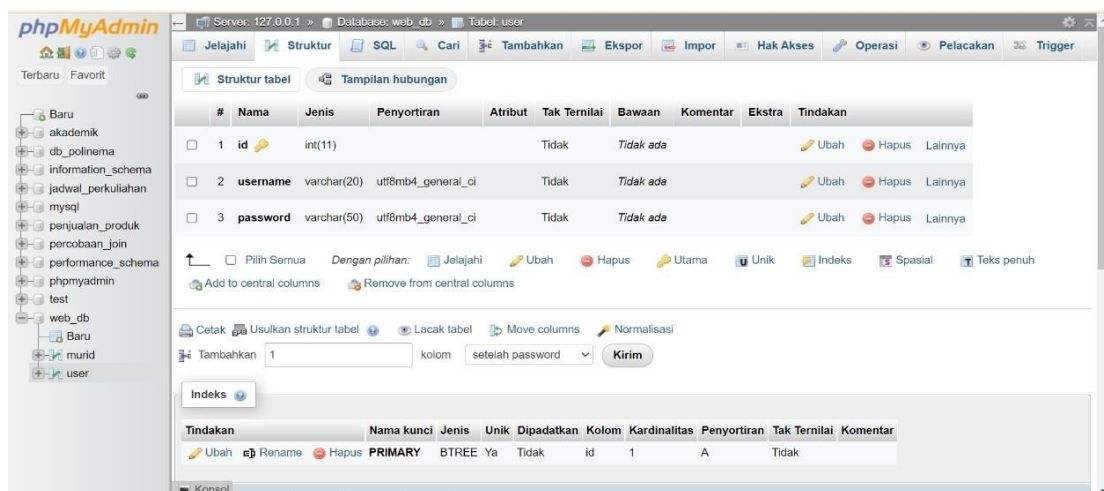 phpMyAdmin
Terbaru Favorit
Baru
akademik
db_polinema
information_schema
jadwal_perkuliahan
mysql
penjualan_produk
percobaan_join
performance_schema
phpmyadmin
test
web_db
Baru
murid
user
Server: 127.0.0.1 » Database: web_db » Tabel: user
Jelajahi Struktur SQL Cari Tambahkan Ekspor Impor Hak Akses Operasi Pelacakan Trigger
Struktur tabel Tampilan hubungan
# Nama Jenis Penyortiran Atribut Tak Ternilai Bawaan Komentar Ekstra Tindakan
1 id int(11) Tidak Tidak ada Ubah Hapus Lainnya
2 username varchar(20) utf8mb4_general_ci Tidak Tidak ada Ubah Hapus Lainnya
3 password varchar(50) utf8mb4_general_ci Tidak Tidak ada Ubah Hapus Lainnya
Pilih Semua Dengan pilihan: Jelajahi Ubah Hapus Utama Unik Indeks Spasial Teks penuh
Add to central columns Remove from central columns
Cetak Usulkan struktur tabel Lacak tabel Move columns Normalisasi
Tambahkan 1 kolom setelah password Kirim
Indeks
Tindakan Nama kunci Jenis Unik Dipadatkan Kolom Kardinalitas Penyortiran Tak Ternilai Komentar
Ubah Rename Hapus PRIMARY BTREE Ya Tidak id 1 A Tidak
Konsol